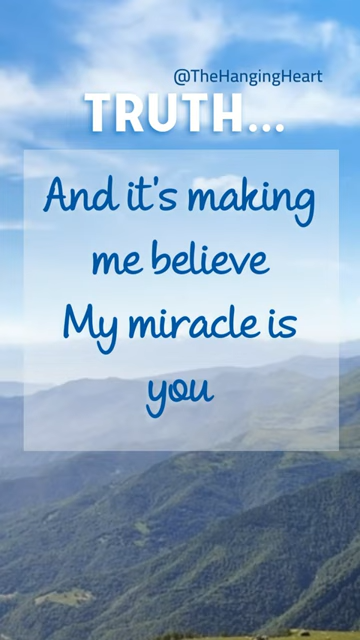 @TheHangingHeart
TRUTH...
And it's making
me believe
My miracle is
you